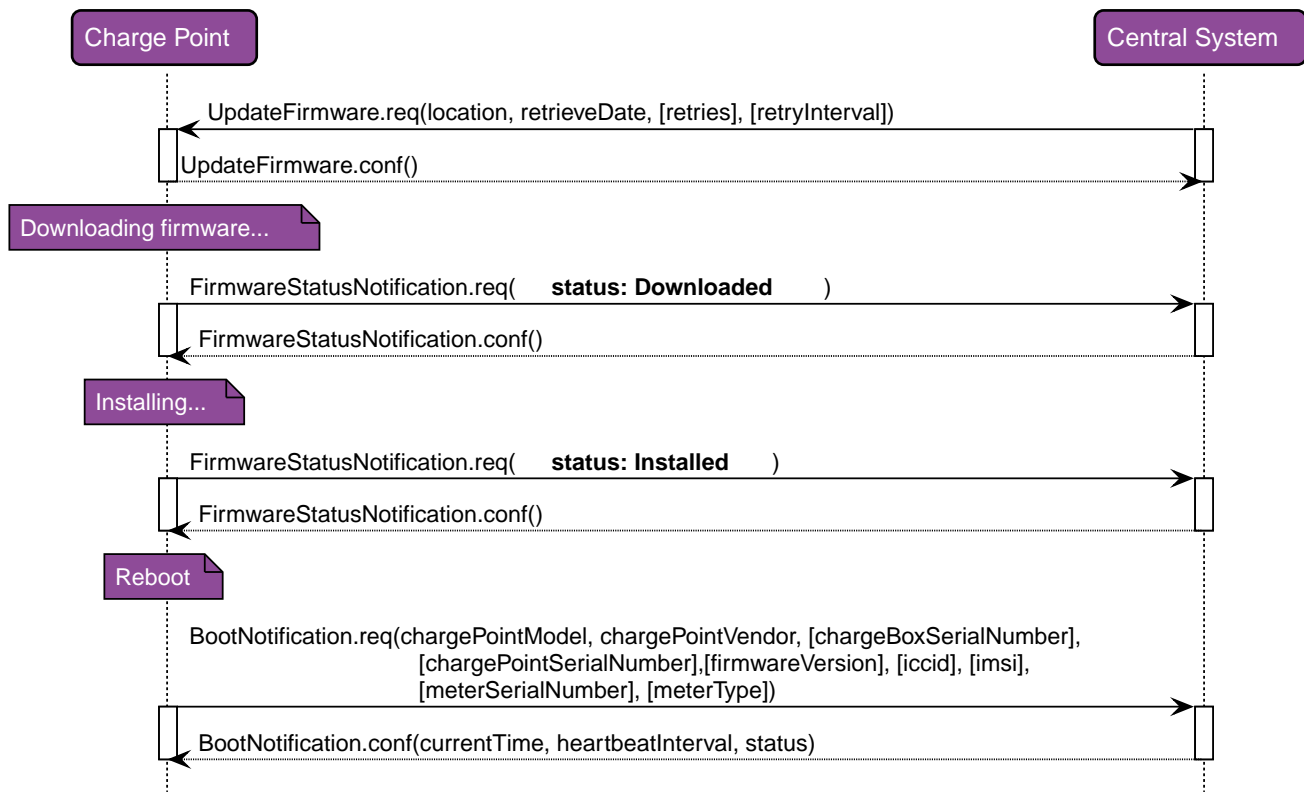 Charge Point
Central System
UpdateFirmware.req(location, retrieveDate, [retries], [retryInterval])
UpdateFirmware.conf()
Downloading firmware...
FirmwareStatusNotification.req( status: Downloaded )
FirmwareStatusNotification.conf()
Installing...
FirmwareStatusNotification.req( status: Installed )
FirmwareStatusNotification.conf()
Reboot
BootNotification.req(chargePointModel, chargePointVendor, [chargeBoxSerialNumber],
[chargePointSerialNumber],[firmwareVersion], [iccid], [imsi],
[meterSerialNumber], [meterType])
BootNotification.conf(currentTime, heartbeatInterval, status)